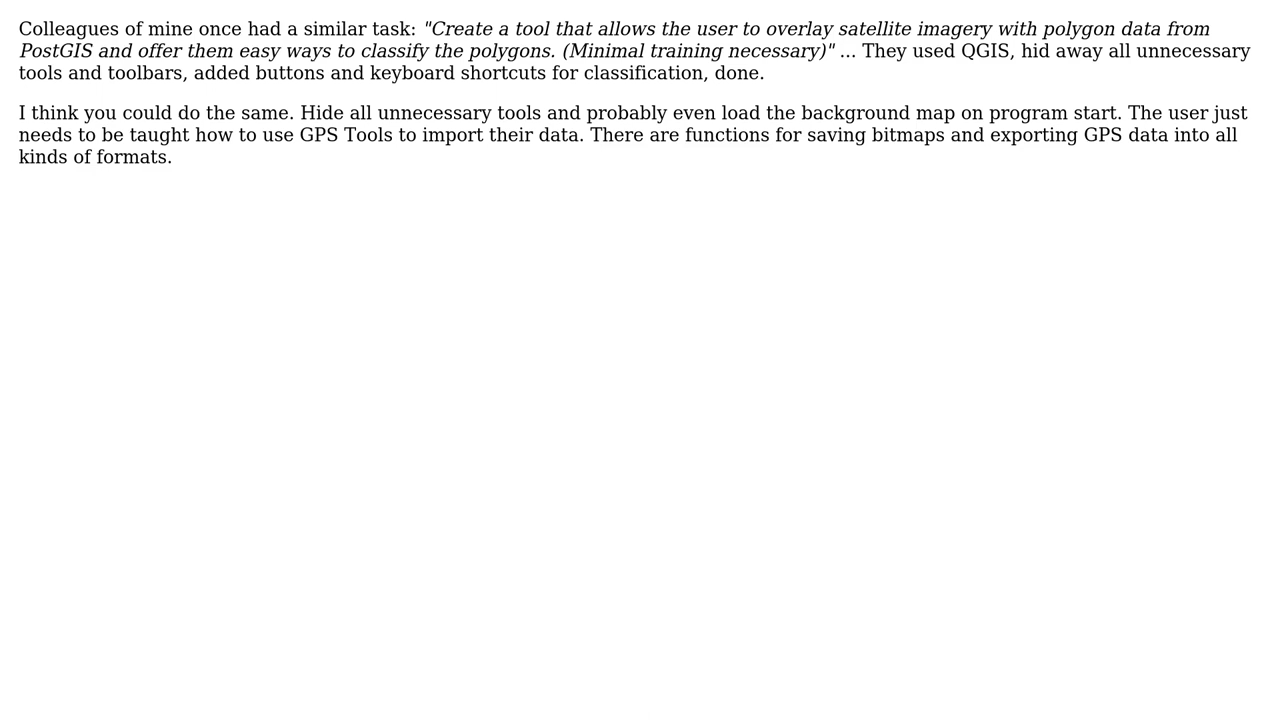 Colleagues of mine once had a similar task: "Create a tool that allows the user to overlay satellite imagery with polygon data from
PostGIS and offer them easy ways to classify the polygons. (Minimal training necessary)" ... They used QGIS, hid away all unnecessary
tools and toolbars, added buttons and keyboard shortcuts for classification, done.
I think you could do the same. Hide all unnecessary tools and probably even load the background map on program start. The user just
needs to be taught how to use GPS Tools to import their data. There are functions for saving bitmaps and exporting GPS data into all
kinds of formats.